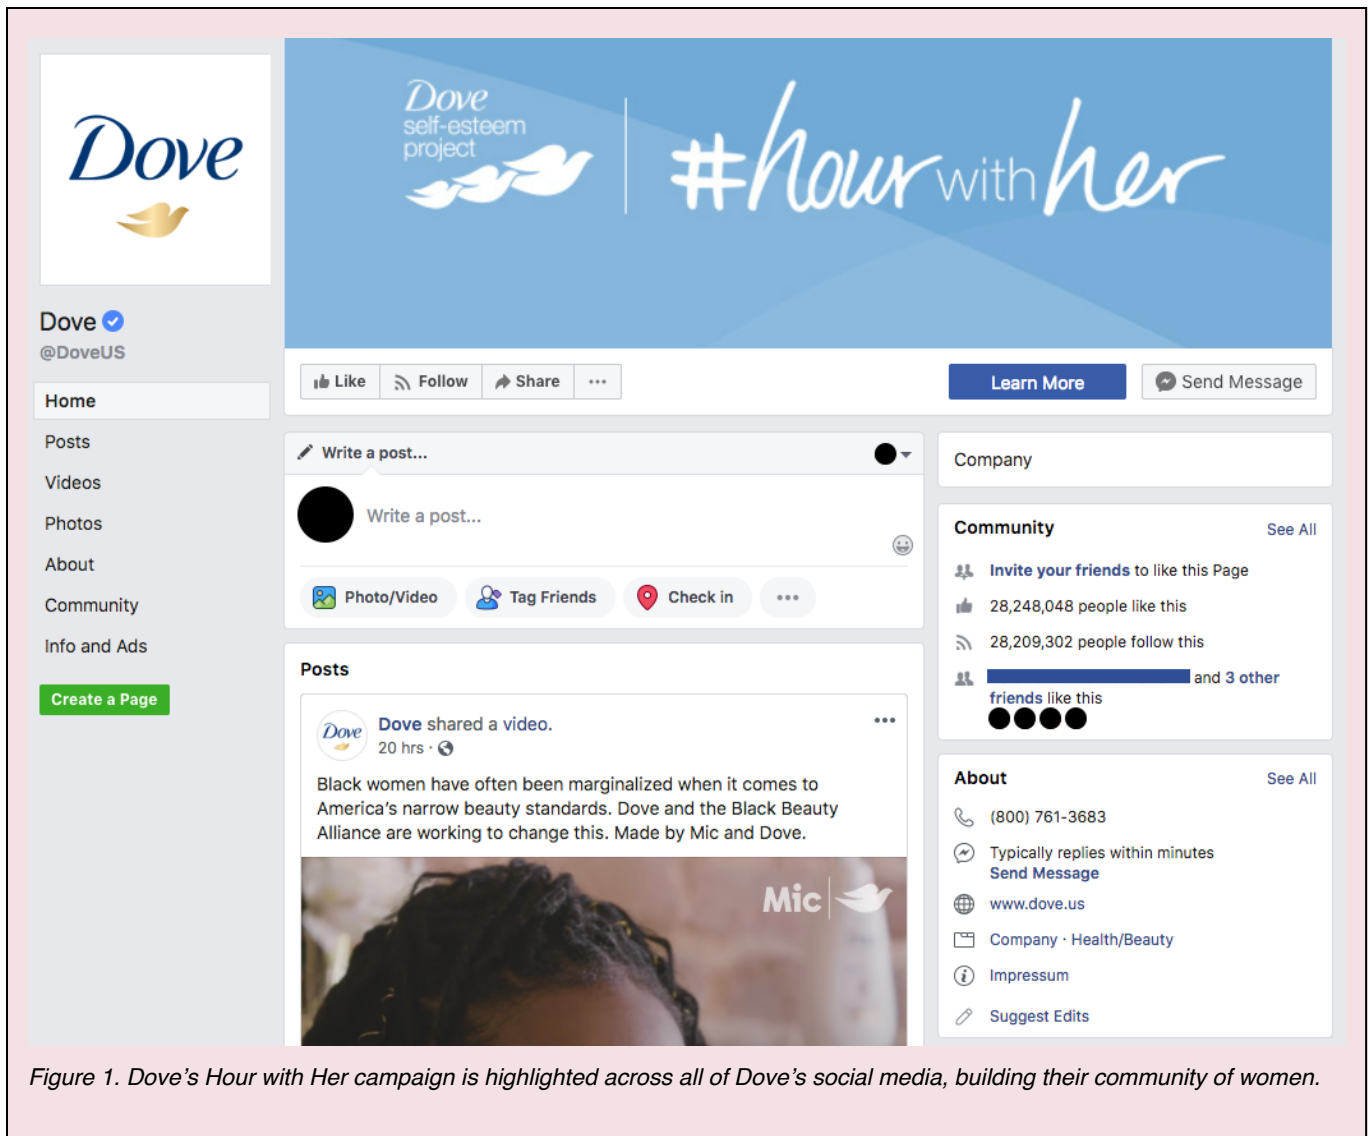 Dove
Dove
self-esteem
project
#hour with her
Dove
@DoveUS
Home
Posts
Videos
Photos
About
Community
Info and Ads
Create a Page
Like
Follow
Share
Learn More
Send Message
Write a post...
Write a post...
Photo/Video
Tag Friends
Check in
Posts
Dove
Dove shared a video.
20 hrs ·
Black women have often been marginalized when it comes to
America's narrow beauty standards. Dove and the Black Beauty
Alliance are working to change this. Made by Mic and Dove.
Mic
Company
Community
See All
Invite your friends to like this Page
28,248,048 people like this
28,209,302 people follow this
and 3 other
friends like this
About
See All
(800) 761-3683
Typically replies within minutes
Send Message
www.dove.us
Company · Health/Beauty
Impressum
Suggest Edits
Figure 1. Dove's Hour with Her campaign is highlighted across all of Dove's social media, building their community of women.